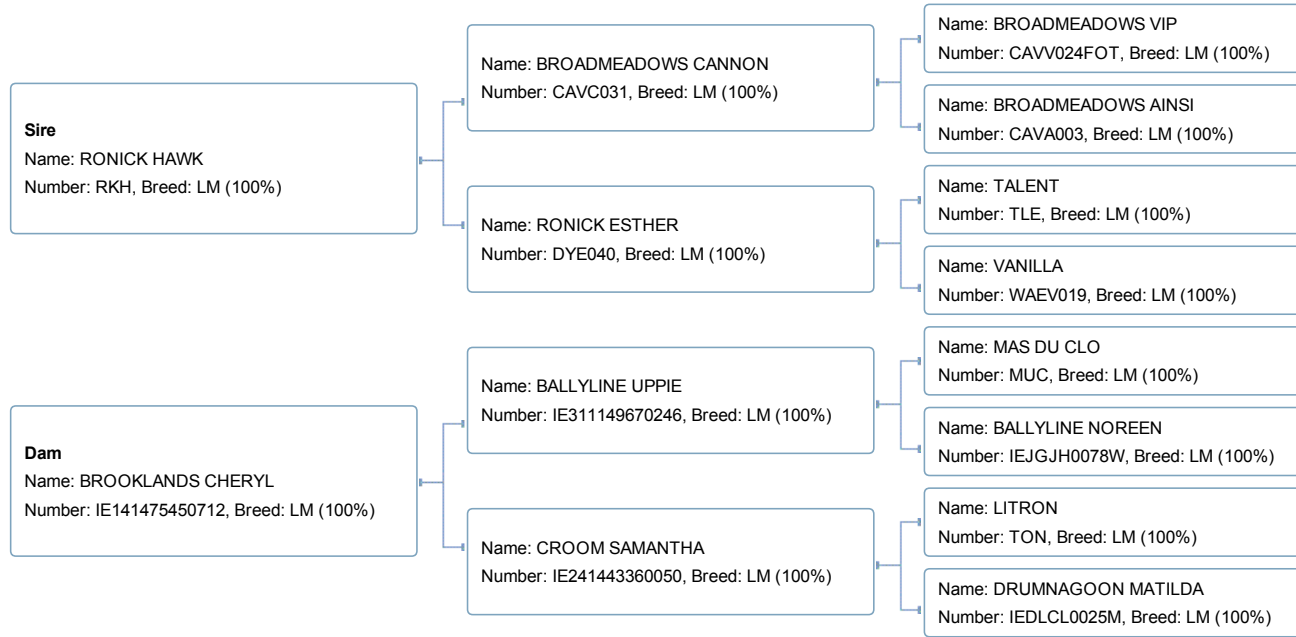 Sire
Name: RONICK HAWK
Number: RKH, Breed: LM (100%)
Name: BROADMEADOWS CANNON
Number: CAVC031, Breed: LM (100%)
Name: BROADMEADOWS VIP
Number: CAVV024FOT, Breed: LM (100%)
Name: BROADMEADOWS AINSI
Number: CAVA003, Breed: LM (100%)
Name: RONICK ESTHER
Number: DYE040, Breed: LM (100%)
Name: TALENT
Number: TLE, Breed: LM (100%)
Name: VANILLA
Number: WAEV019, Breed: LM (100%)
Dam
Name: BROOKLANDS CHERYL
Number: IE141475450712, Breed: LM (100%)
Name: BALLYLINE UPPIE
Number: IE311149670246, Breed: LM (100%)
Name: MAS DU CLO
Number: MUC, Breed: LM (100%)
Name: BALLYLINE NOREEN
Number: IEJGJH0078W, Breed: LM (100%)
Name: CROOM SAMANTHA
Number: IE241443360050, Breed: LM (100%)
Name: LITRON
Number: TON, Breed: LM (100%)
Name: DRUMNAGOON MATILDA
Number: IEDLCL0025M, Breed: LM (100%)